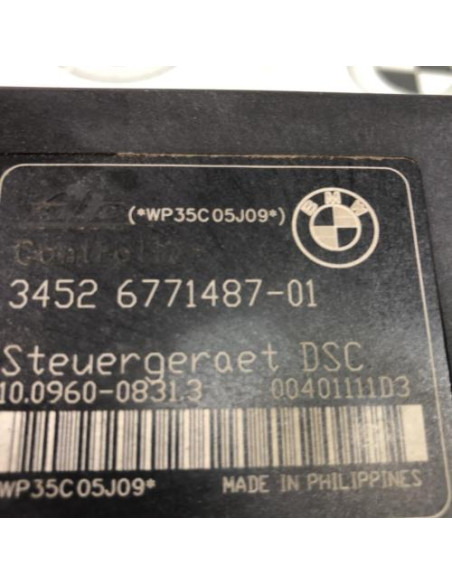 (*WP35C05J09*)
BMW
3452 6771487-01
Steuergeraet DSC
10.0960-0831.3 00401111D3
WP35C05J09* MADE IN PHILIPPINES